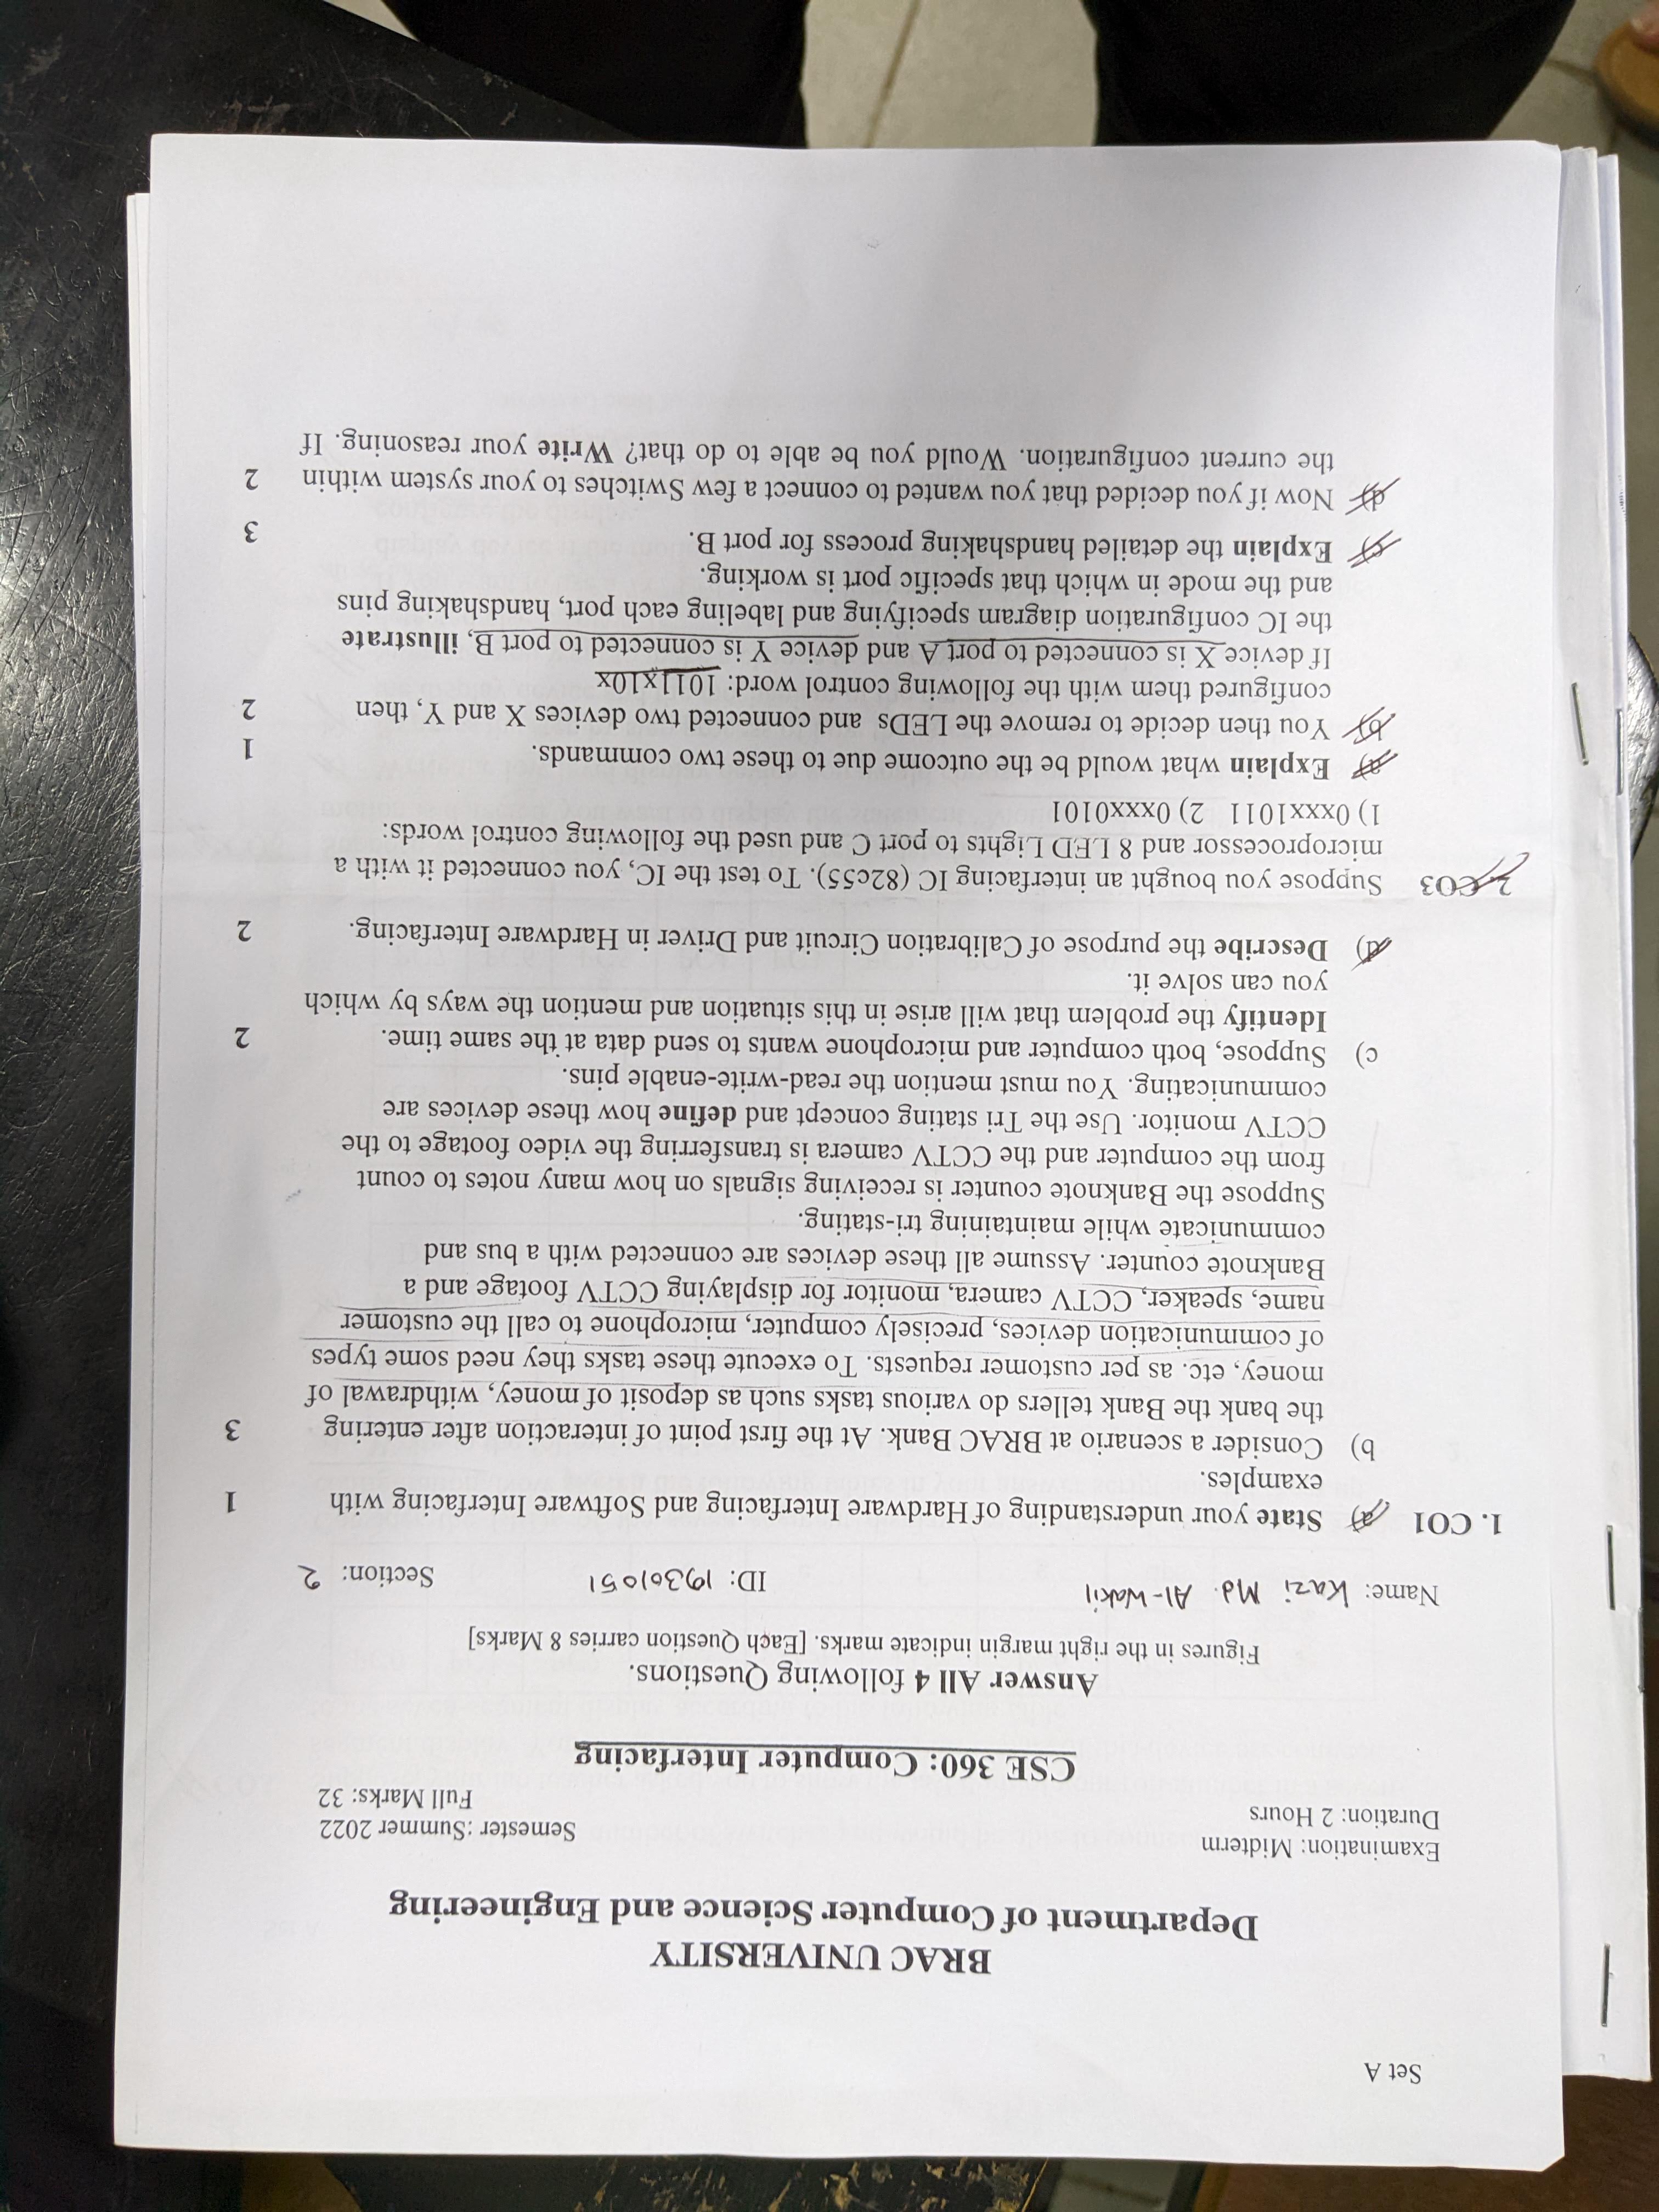 Set A
BRAC UNIVERSITY
Department of Computer Science and Engineering
Examination: Midterm
Duration: 2 Hours
Semester :Summer 2022
Full Marks: 32
CSE 360: Computer Interfacing
Answer All 4 following Questions.
Figures in the right margin indicate marks. [Each Question carries 8 Marks]
Name: Kazi Md. Al-Wakil ID: 19301051 Section: 2
1. CO1 a) State your understanding of Hardware Interfacing and Software Interfacing with 1
examples.
b) Consider a scenario at BRAC Bank. At the first point of interaction after entering 3
the bank the Bank tellers do various tasks such as deposit of money, withdrawal of
money, etc. as per customer requests. To execute these tasks they need some types
of communication devices, precisely computer, microphone to call the customer
name, speaker, CCTV camera, monitor for displaying CCTV footage and a
Banknote counter. Assume all these devices are connected with a bus and
communicate while maintaining tri-stating.
Suppose the Banknote counter is receiving signals on how many notes to count
from the computer and the CCTV camera is transferring the video footage to the
CCTV monitor. Use the Tri stating concept and define how these devices are
communicating. You must mention the read-write-enable pins.
c) Suppose, both computer and microphone wants to send data at the same time. 2
Identify the problem that will arise in this situation and mention the ways by which
you can solve it.
d) Describe the purpose of Calibration Circuit and Driver in Hardware Interfacing. 2
2. CO3 Suppose you bought an interfacing IC (82c55). To test the IC, you connected it with a
microprocessor and 8 LED Lights to port C and used the following control words:
1) 0xxx1011 2) 0xxx0101
a) Explain what would be the outcome due to these two commands. 1
b) You then decide to remove the LEDs and connected two devices X and Y, then 2
configured them with the following control word: 1011x10x
If device X is connected to port A and device Y is connected to port B, illustrate
the IC configuration diagram specifying and labeling each port, handshaking pins
and the mode in which that specific port is working.
c) Explain the detailed handshaking process for port B. 3
d) Now if you decided that you wanted to connect a few Switches to your system within 2
the current configuration. Would you be able to do that? Write your reasoning. If